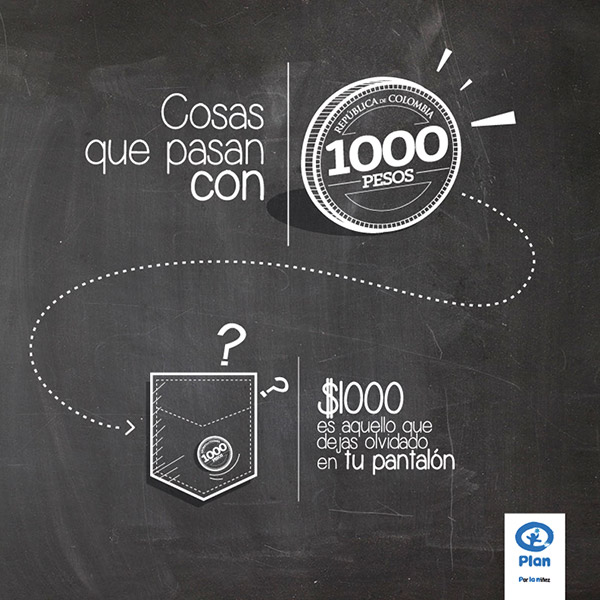 Cosas
que pasan
con
REPÚBLICA DE COLOMBIA
1000
PESOS
?
?
1000
PESOS
$1000
es aquello que
dejas olvidado
en tu pantalón
Plan
Por la niñez